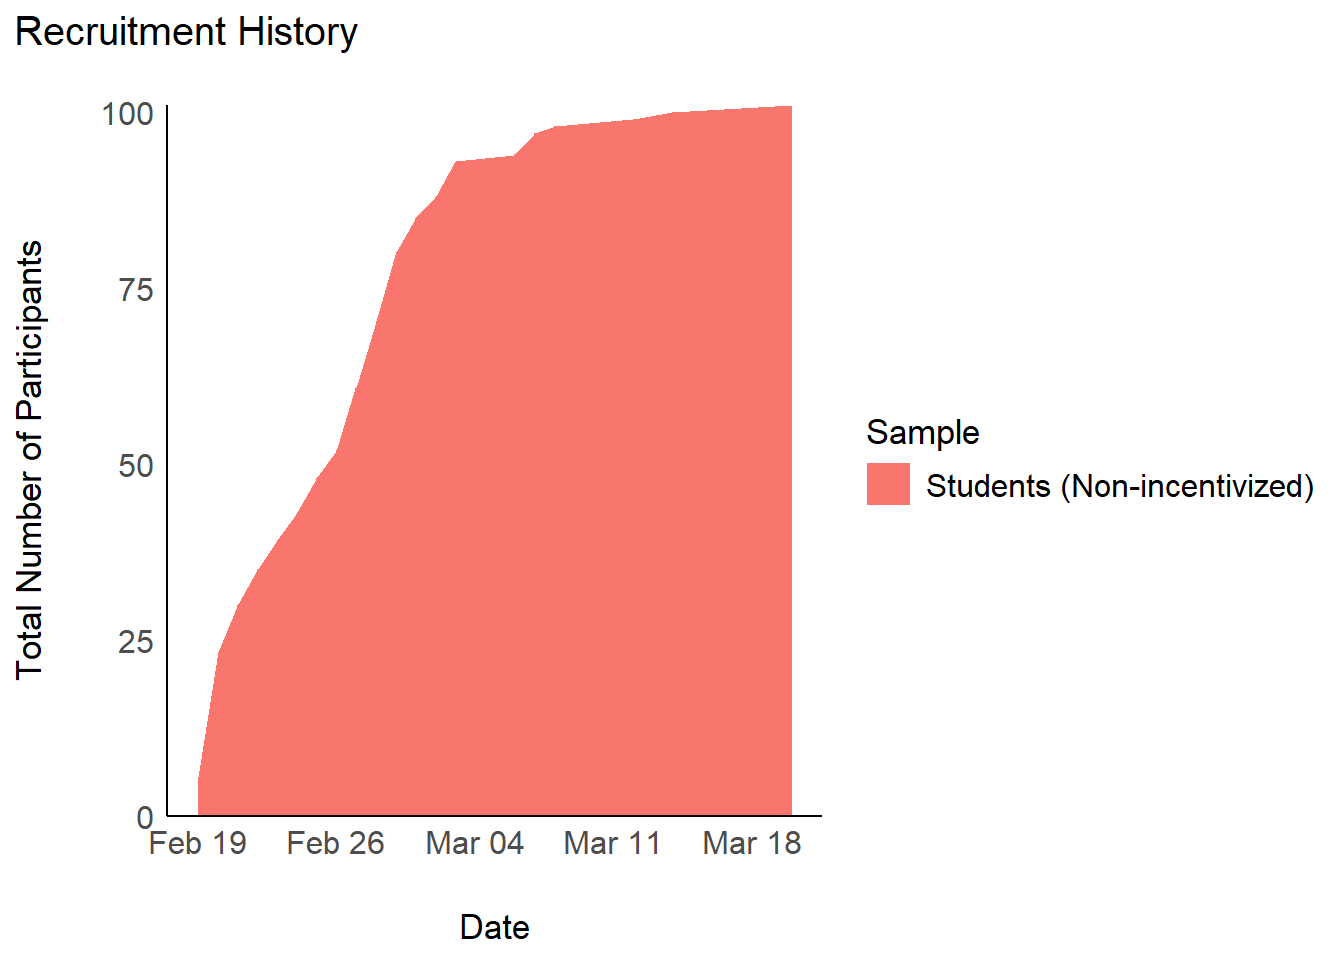 Recruitment History
Total Number of Participants
100
75
50
25
0
Feb 19
Feb 26
Mar 04
Mar 11
Mar 18
Date
Sample
Students (Non-incentivized)